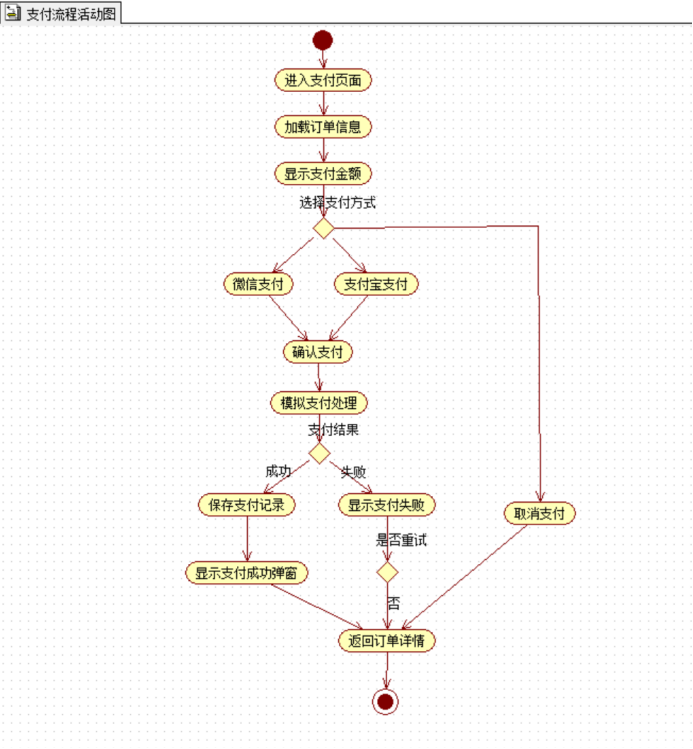 支付流程活动图
进入支付页面
加载订单信息
显示支付金额
选择支付方式
微信支付
支付宝支付
确认支付
模拟支付处理
支付结果
成功
失败
保存支付记录
显示支付失败
取消支付
是否重试
显示支付成功弹窗
否
返回订单详情